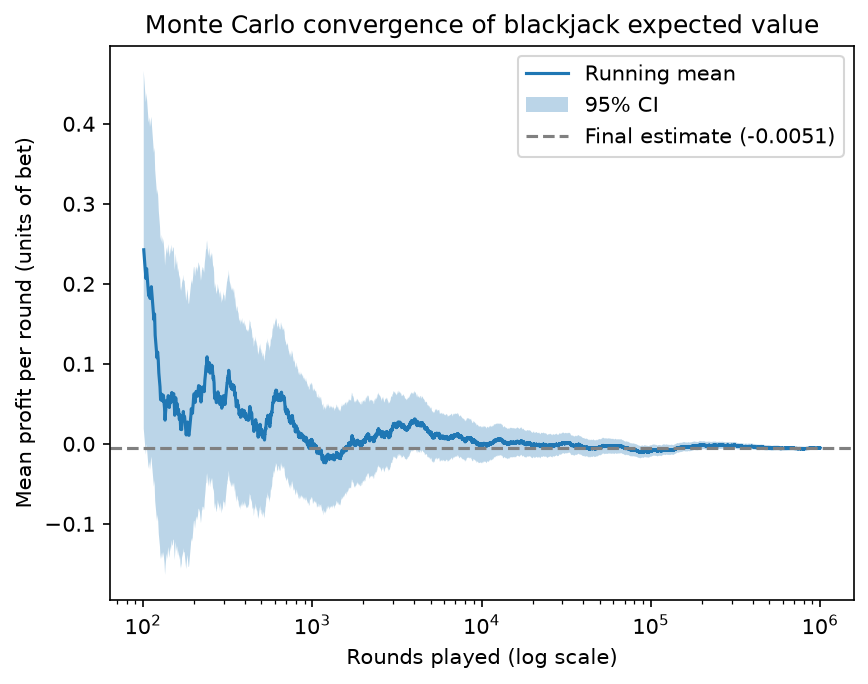 Monte Carlo convergence of blackjack expected value
Running mean
95% CI
Final estimate (-0.0051)
Mean profit per round (units of bet)
0.4
0.3
0.2
0.1
0.0
−0.1
10²
10³
10⁴
10⁵
10⁶
Rounds played (log scale)